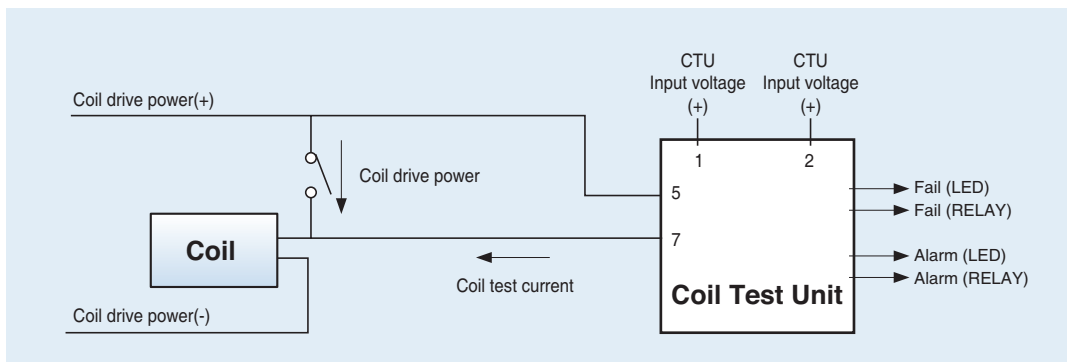 CTU
Input voltage
(+)
CTU
Input voltage
(+)
Coil drive power(+)
1
2
Coil drive power
5
Fail (LED)
Fail (RELAY)
7
Coil
Alarm (LED)
Coil test current
Alarm (RELAY)
Coil Test Unit
Coil drive power(-)